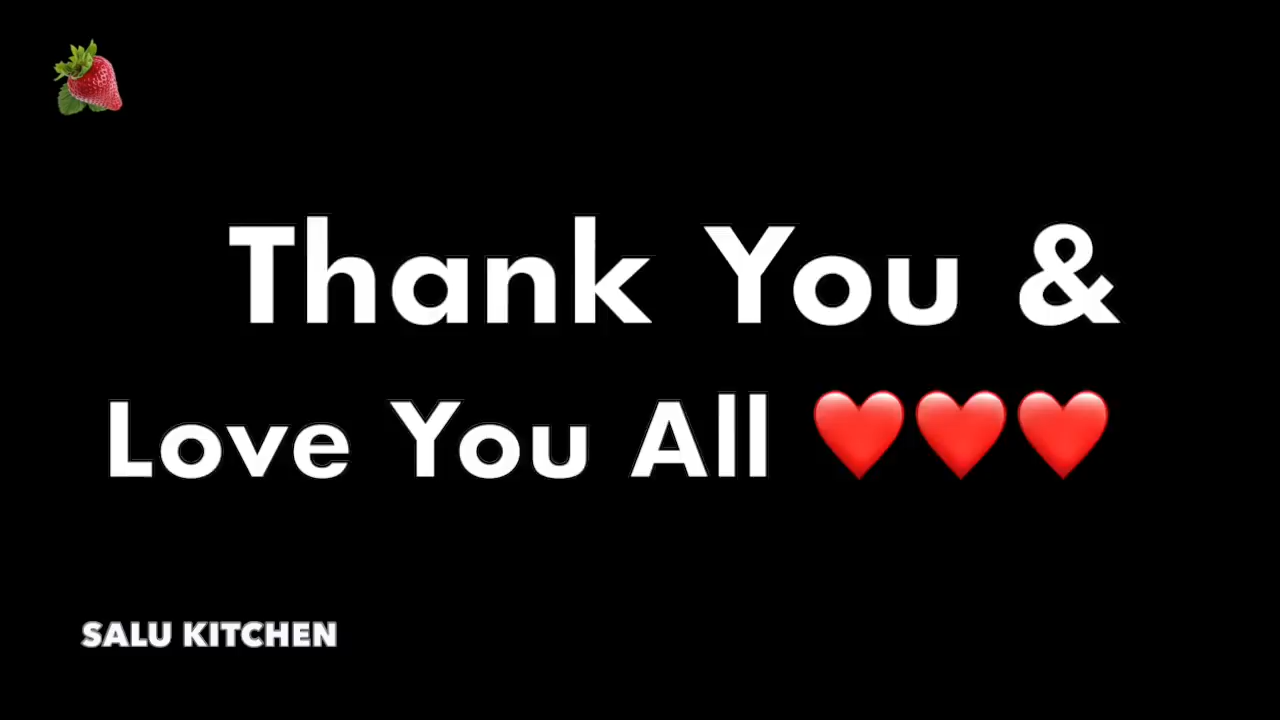 Thank You &
Love You All ❤️❤️❤️
SALU KITCHEN